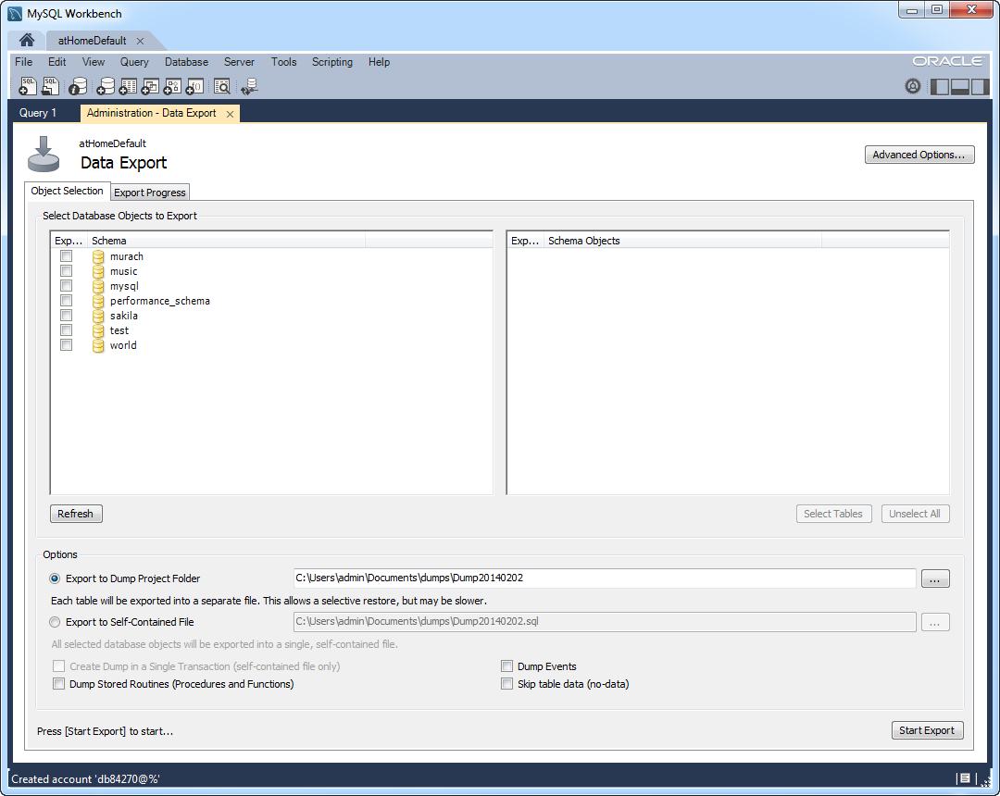 MySQL Workbench
atHomeDefault
File Edit View Query Database Server Tools Scripting Help
ORACLE
SQL SQL
Query 1 Administration - Data Export
atHomeDefault
Data Export
Advanced Options...
Object Selection Export Progress
Select Database Objects to Export
Exp... Schema Exp... Schema Objects
murach
music
mysql
performance_schema
sakila
test
world
Refresh Select Tables Unselect All
Options
Export to Dump Project Folder C:\Users\admin\Documents\dumps\Dump20140202 ...
Each table will be exported into a separate file. This allows a selective restore, but may be slower.
Export to Self-Contained File C:\Users\admin\Documents\dumps\Dump20140202.sql ...
All selected database objects will be exported into a single, self-contained file.
Create Dump in a Single Transaction (self-contained file only) Dump Events
Dump Stored Routines (Procedures and Functions) Skip table data (no-data)
Press [Start Export] to start... Start Export
Created account 'db84270@%'